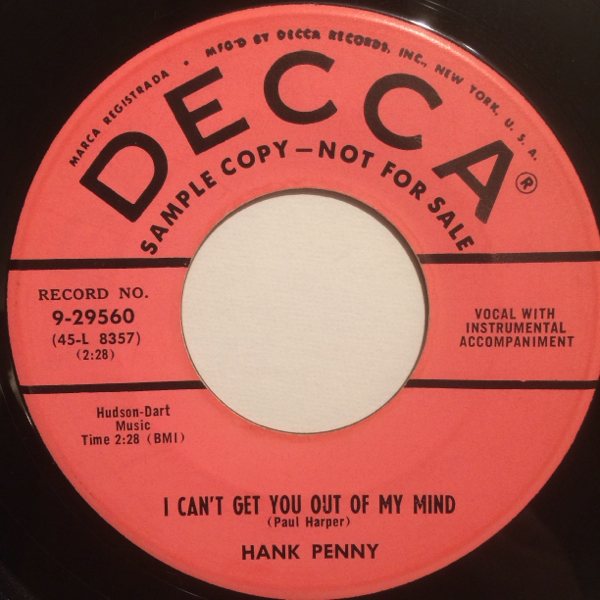 MARCA REGISTRADA • MFG'D BY DECCA RECORDS, INC., NEW YORK, U. S. A.
DECCA®
SAMPLE COPY—NOT FOR SALE
RECORD NO.
9-29560
(45-L 8357)
(2:28)
VOCAL WITH
INSTRUMENTAL
ACCOMPANIMENT
Hudson-Dart
Music
Time 2:28 (BMI)
I CAN'T GET YOU OUT OF MY MIND
(Paul Harper)
HANK PENNY